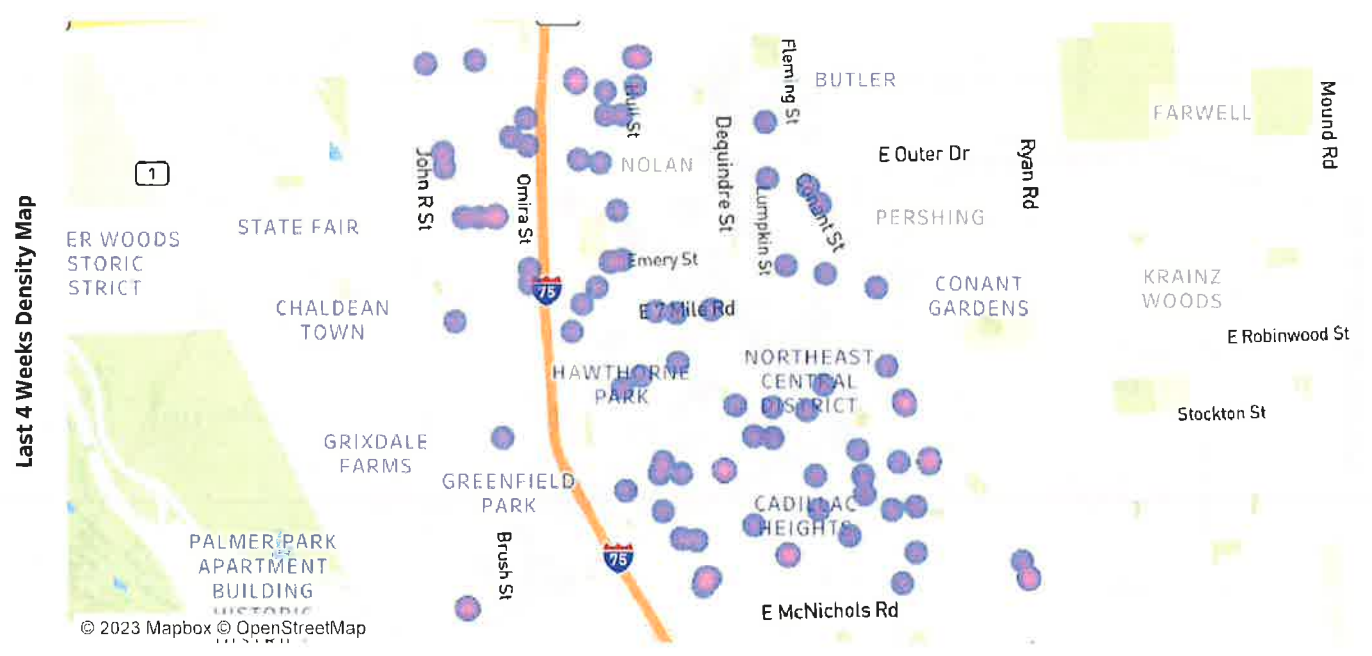 Last 4 Weeks Density Map
Fleming St
BUTLER
Mound Rd
FARWELL
Dequindre St
E Outer Dr
Ryan Rd
John R St
NOLAN
1
Omira St
Conant St
Lumpkin St
PERSHING
STATE FAIR
ER WOODS
STORIC
STRICT
Emery St
75
CONANT
GARDENS
KRAINZ
WOODS
CHALDEAN
TOWN
E 7 Mile Rd
E Robinwood St
HAWTHORNE
PARK
NORTHEAST
CENTRAL
DISTRICT
Stockton St
GRIXDALE
FARMS
GREENFIELD
PARK
CADILLAC
HEIGHTS
PALMER PARK
APARTMENT
BUILDING
HISTORIC
Brush St
75
E McNichols Rd
© 2023 Mapbox © OpenStreetMap